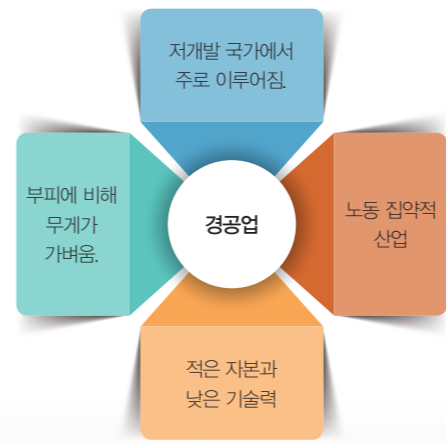 저개발 국가에서
주로 이루어짐.
부피에 비해
무게가
가벼움.
경공업
노동 집약적
산업
적은 자본과
낮은 기술력